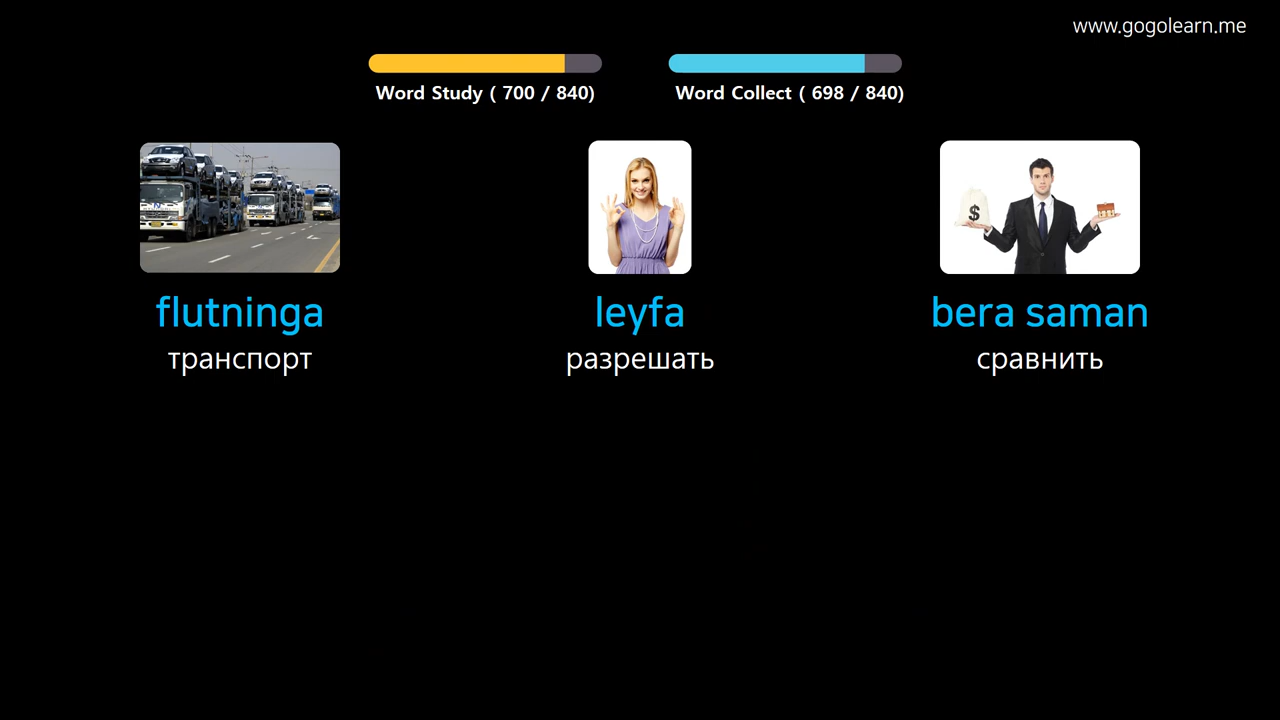 www.gogolearn.me
Word Study ( 700 / 840)
Word Collect ( 698 / 840)
flutninga
транспорт
leyfa
разрешать
bera saman
сравнить